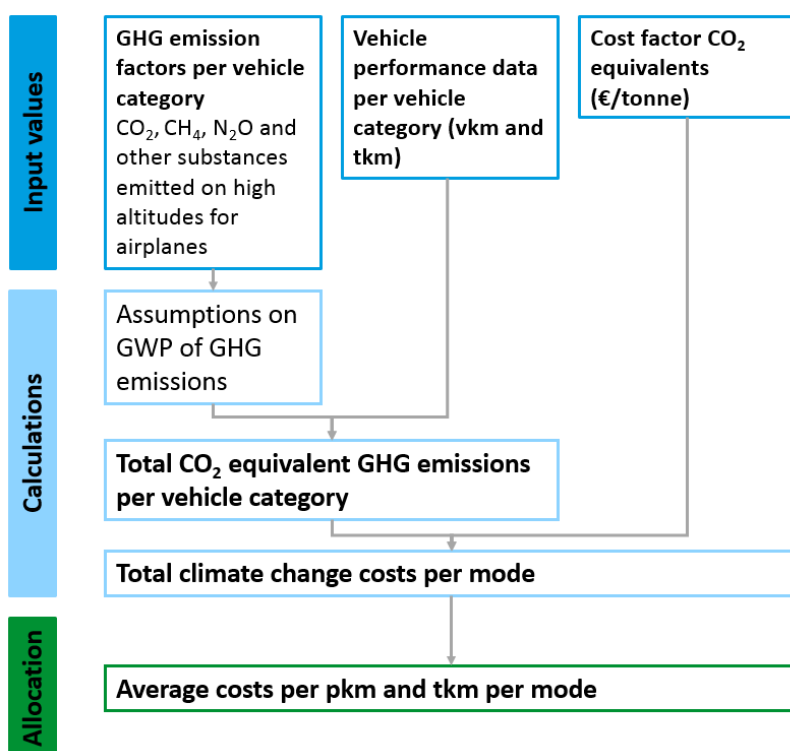 Input values
GHG emission
factors per vehicle
category
CO₂, CH₄, N₂O and
other substances
emitted on high
altitudes for
airplanes
Vehicle
performance data
per vehicle
category (vkm and
tkm)
Cost factor CO₂
equivalents
(€/tonne)
Calculations
Assumptions on
GWP of GHG
emissions
Total CO₂ equivalent GHG emissions
per vehicle category
Total climate change costs per mode
Allocation
Average costs per pkm and tkm per mode